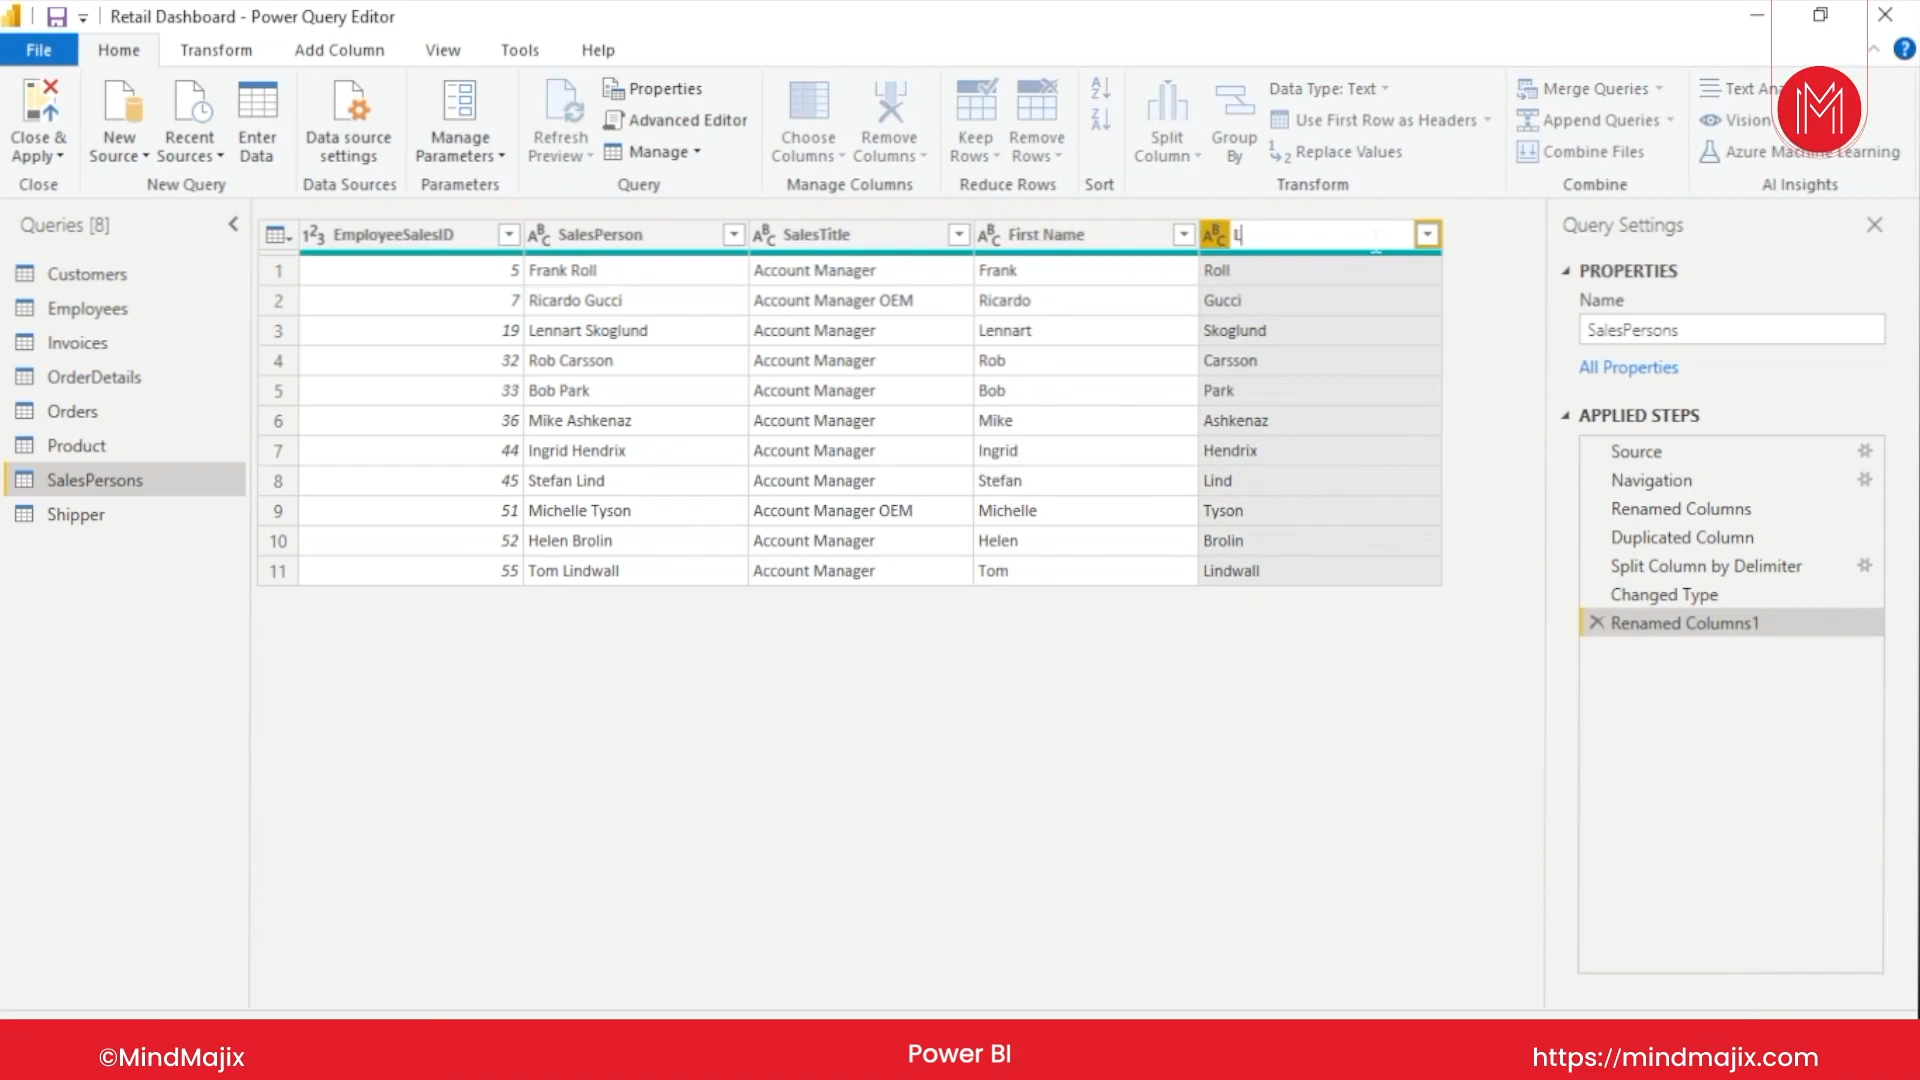 Retail Dashboard - Power Query Editor
File Home Transform Add Column View Tools Help
Close & Apply
Close
New Source
Recent Sources
Enter Data
New Query
Data source settings
Data Sources
Manage Parameters
Parameters
Refresh Preview
Properties
Advanced Editor
Manage
Query
Choose Columns
Remove Columns
Manage Columns
Keep Rows
Remove Rows
Reduce Rows
Sort
Split Column
Group By
Data Type: Text
Use First Row as Headers
Replace Values
Transform
Merge Queries
Append Queries
Combine Files
Combine
Text
Vision
Azure Machine Learning
AI Insights
Queries [8]
Customers
Employees
Invoices
OrderDetails
Orders
Product
SalesPersons
Shipper
EmployeeSalesID SalesPerson SalesTitle First Name L
1 5 Frank Roll Account Manager Frank Roll
2 7 Ricardo Gucci Account Manager OEM Ricardo Gucci
3 19 Lennart Skoglund Account Manager Lennart Skoglund
4 32 Rob Carsson Account Manager Rob Carsson
5 33 Bob Park Account Manager Bob Park
6 36 Mike Ashkenaz Account Manager Mike Ashkenaz
7 44 Ingrid Hendrix Account Manager Ingrid Hendrix
8 45 Stefan Lind Account Manager Stefan Lind
9 51 Michelle Tyson Account Manager OEM Michelle Tyson
10 52 Helen Brolin Account Manager Helen Brolin
11 55 Tom Lindwall Account Manager Tom Lindwall
Query Settings
PROPERTIES
Name
SalesPersons
All Properties
APPLIED STEPS
Source
Navigation
Renamed Columns
Duplicated Column
Split Column by Delimiter
Changed Type
Renamed Columns1
©MindMajix
Power BI
https://mindmajix.com